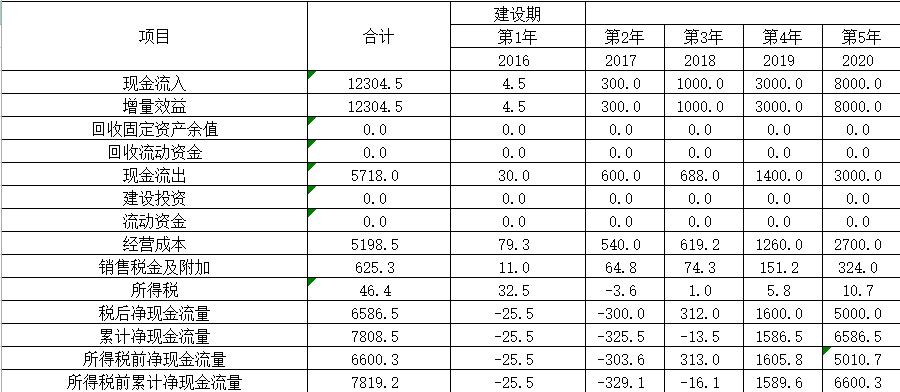 项目 合计 建设期
第1年 第2年 第3年 第4年 第5年
2016 2017 2018 2019 2020
现金流入 12304.5 4.5 300.0 1000.0 3000.0 8000.0
增量效益 12304.5 4.5 300.0 1000.0 3000.0 8000.0
回收固定资产余值 0.0 0.0 0.0 0.0 0.0 0.0
回收流动资金 0.0 0.0 0.0 0.0 0.0 0.0
现金流出 5718.0 30.0 600.0 688.0 1400.0 3000.0
建设投资 0.0 0.0 0.0 0.0 0.0 0.0
流动资金 0.0 0.0 0.0 0.0 0.0 0.0
经营成本 5198.5 79.3 540.0 619.2 1260.0 2700.0
销售税金及附加 625.3 11.0 64.8 74.3 151.2 324.0
所得税 46.4 32.5 -3.6 1.0 5.8 10.7
税后净现金流量 6586.5 -25.5 -300.0 312.0 1600.0 5000.0
累计净现金流量 7808.5 -25.5 -325.5 -13.5 1586.5 6586.5
所得税前净现金流量 6600.3 -25.5 -303.6 313.0 1605.8 5010.7
所得税前累计净现金流量 7819.2 -25.5 -329.1 -16.1 1589.6 6600.3